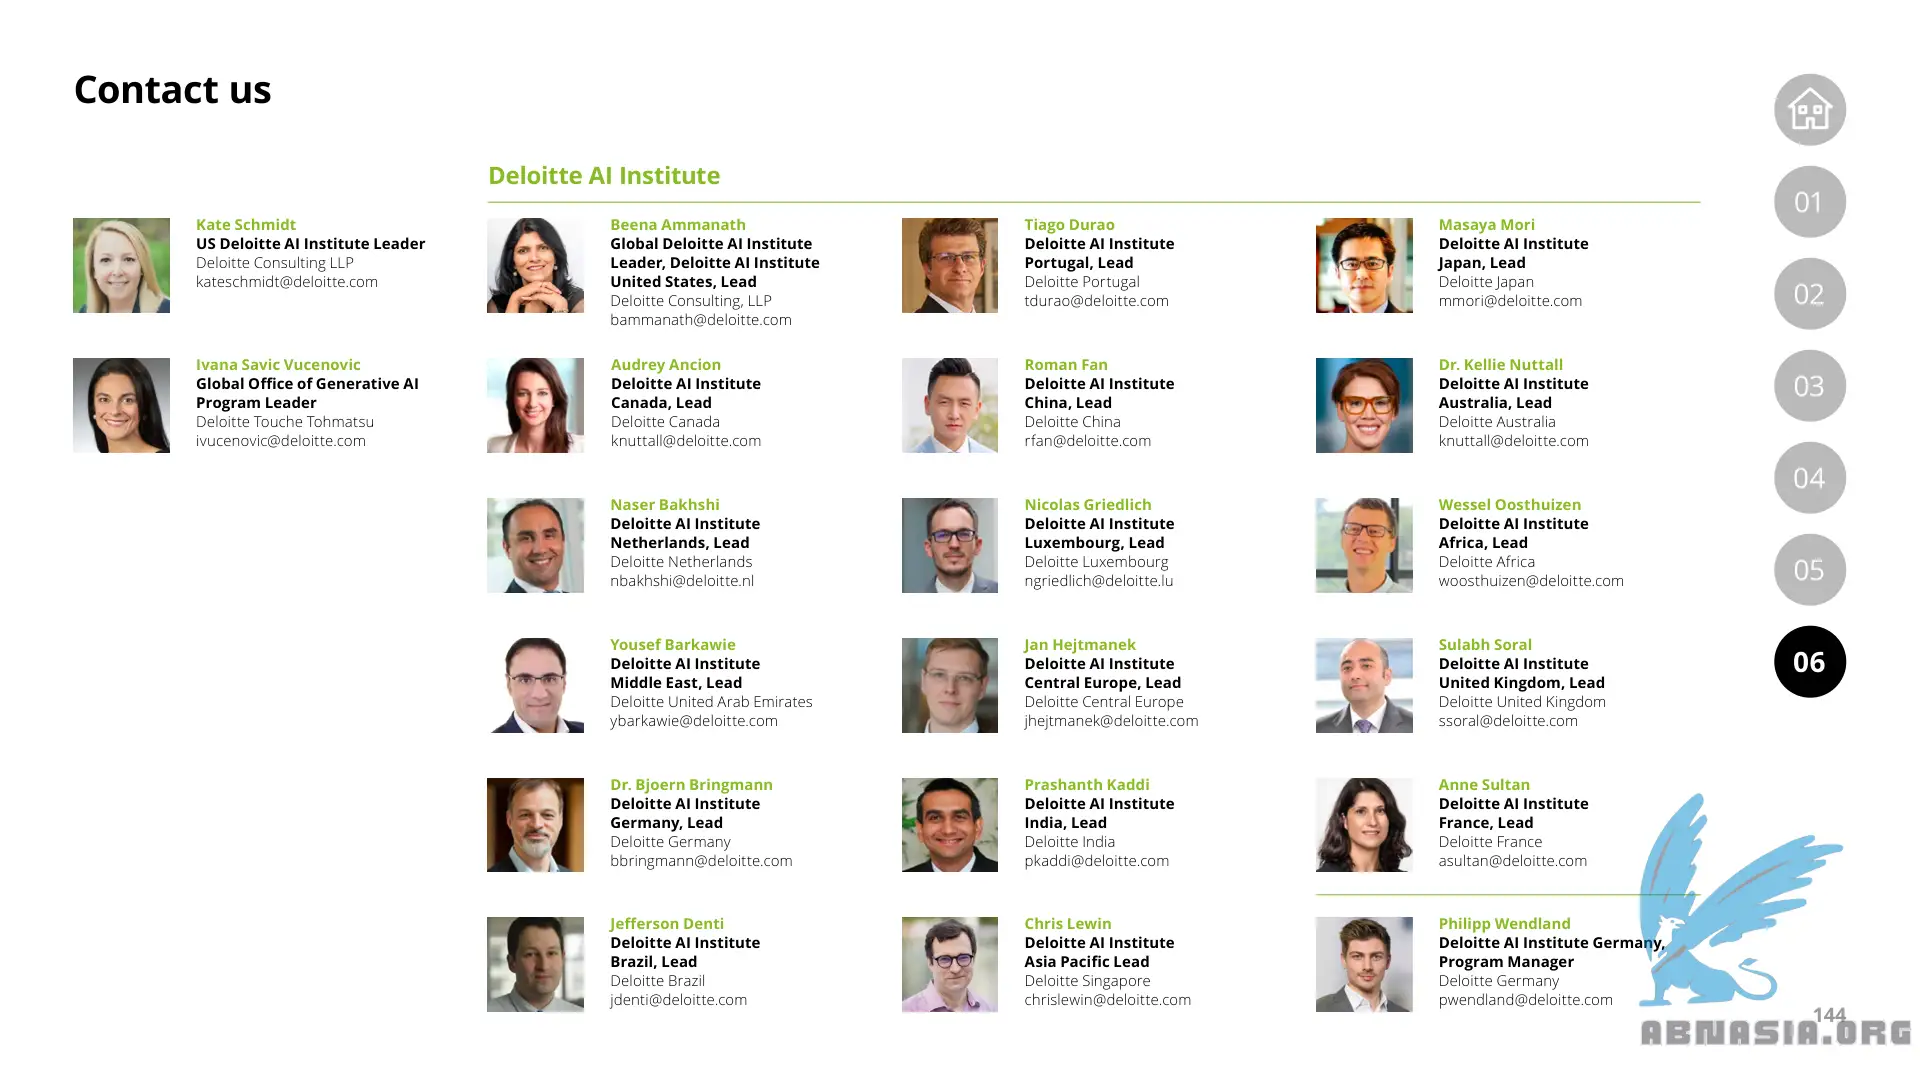 Contact us
Deloitte AI Institute
Kate Schmidt
US Deloitte AI Institute Leader
Deloitte Consulting LLP
kateschmidt@deloitte.com
Ivana Savic Vucenovic
Global Office of Generative AI
Program Leader
Deloitte Touche Tohmatsu
ivucenovic@deloitte.com
Beena Ammanath
Global Deloitte AI Institute
Leader, Deloitte AI Institute
United States, Lead
Deloitte Consulting, LLP
bammanath@deloitte.com
Audrey Ancion
Deloitte AI Institute
Canada, Lead
Deloitte Canada
knuttall@deloitte.com
Naser Bakhshi
Deloitte AI Institute
Netherlands, Lead
Deloitte Netherlands
nbakhshi@deloitte.nl
Yousef Barkawie
Deloitte AI Institute
Middle East, Lead
Deloitte United Arab Emirates
ybarkawie@deloitte.com
Dr. Bjoern Bringmann
Deloitte AI Institute
Germany, Lead
Deloitte Germany
bbringmann@deloitte.com
Jefferson Denti
Deloitte AI Institute
Brazil, Lead
Deloitte Brazil
jdenti@deloitte.com
Tiago Durao
Deloitte AI Institute
Portugal, Lead
Deloitte Portugal
tdurao@deloitte.com
Roman Fan
Deloitte AI Institute
China, Lead
Deloitte China
rfan@deloitte.com
Nicolas Griedlich
Deloitte AI Institute
Luxembourg, Lead
Deloitte Luxembourg
ngriedlich@deloitte.lu
Jan Hejtmanek
Deloitte AI Institute
Central Europe, Lead
Deloitte Central Europe
jhejtmanek@deloitte.com
Prashanth Kaddi
Deloitte AI Institute
India, Lead
Deloitte India
pkaddi@deloitte.com
Chris Lewin
Deloitte AI Institute
Asia Pacific Lead
Deloitte Singapore
chrislewin@deloitte.com
Masaya Mori
Deloitte AI Institute
Japan, Lead
Deloitte Japan
mmori@deloitte.com
Dr. Kellie Nuttall
Deloitte AI Institute
Australia, Lead
Deloitte Australia
knuttall@deloitte.com
Wessel Oosthuizen
Deloitte AI Institute
Africa, Lead
Deloitte Africa
woosthuizen@deloitte.com
Sulabh Soral
Deloitte AI Institute
United Kingdom, Lead
Deloitte United Kingdom
ssoral@deloitte.com
Anne Sultan
Deloitte AI Institute
France, Lead
Deloitte France
asultan@deloitte.com
Philipp Wendland
Deloitte AI Institute Germany,
Program Manager
Deloitte Germany
pwendland@deloitte.com
01
02
03
04
05
06
144
ABNASIA.ORG